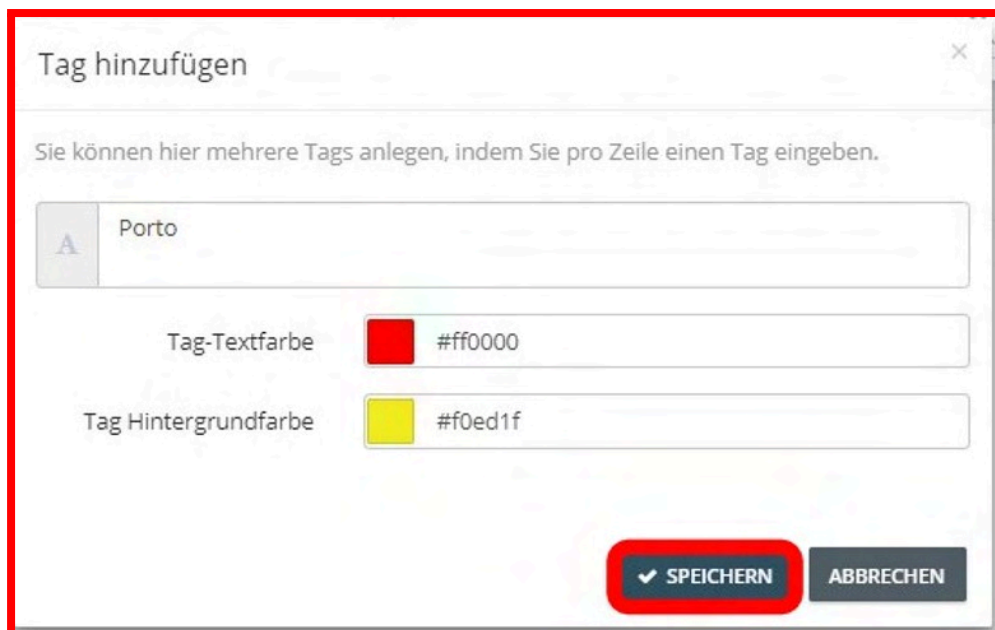 Tag hinzufügen
×
Sie können hier mehrere Tags anlegen, indem Sie pro Zeile einen Tag eingeben.
A
Porto
Tag-Textfarbe
#ff0000
Tag Hintergrundfarbe
#f0ed1f
SPEICHERN
ABBRECHEN